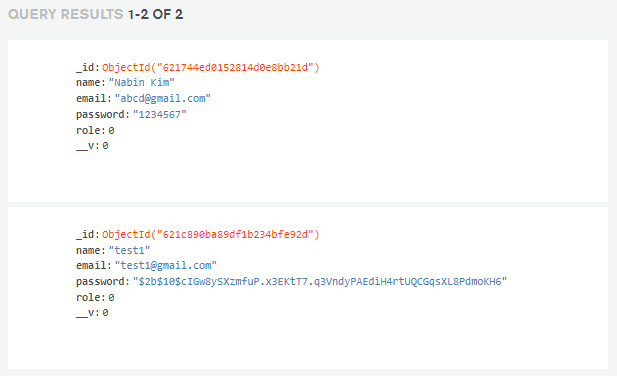 QUERY RESULTS 1-2 OF 2
_id: ObjectId("621744ed0152814d0e8bb21d")
name: "Nabin Kim"
email: "abcd@gmail.com"
password: "1234567"
role: 0
__v: 0
_id: ObjectId("621c890ba89df1b234bfe92d")
name: "test1"
email: "test1@gmail.com"
password: "$2b$10$cIGw8ySXzmfuP.x3EKtT7.q3VndyPAEdiH4rtUQCGqsXL8PdmoKH6"
role: 0
__v: 0